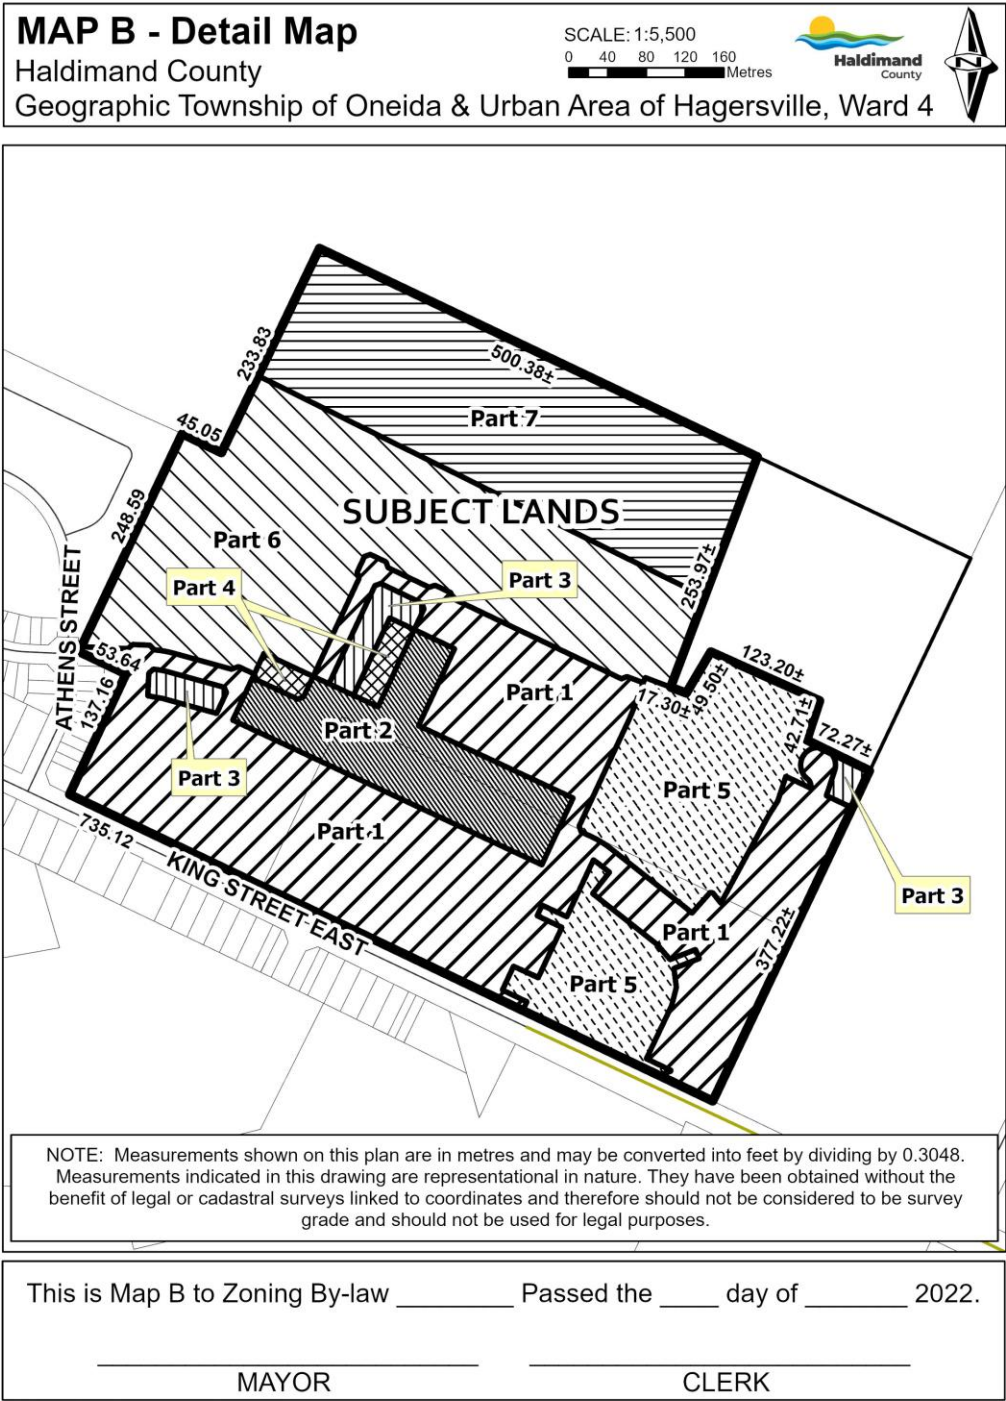 MAP B - Detail Map
Haldimand County
Geographic Township of Oneida & Urban Area of Hagersville, Ward 4
SCALE: 1:5,500
0 40 80 120 160
Metres
Haldimand
County
N
233.83
500.38±
Part 7
45.05
SUBJECT LANDS
248.59
Part 6
253.97±
Part 4
Part 3
ATHENS STREET
53.64
123.20±
49.50±
17.30±
Part 1
137.16
42.71±
72.27±
Part 2
Part 3
Part 5
Part 1
735.12
KING STREET EAST
Part 3
Part 1
377.22±
Part 5
NOTE: Measurements shown on this plan are in metres and may be converted into feet by dividing by 0.3048.
Measurements indicated in this drawing are representational in nature. They have been obtained without the
benefit of legal or cadastral surveys linked to coordinates and therefore should not be considered to be survey
grade and should not be used for legal purposes.
This is Map B to Zoning By-law ________ Passed the ____ day of _______ 2022.
MAYOR
CLERK